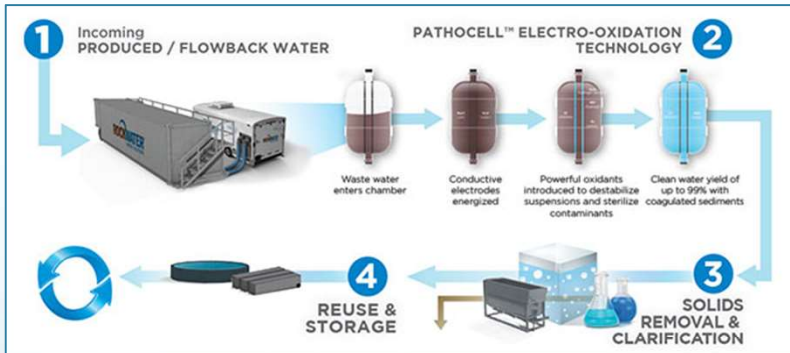 1
Incoming
PRODUCED / FLOWBACK WATER
PATHOCELL™ ELECTRO-OXIDATION
TECHNOLOGY
2
ROCKWATER
Waste water
enters chamber
Conductive
electrodes
energized
Powerful oxidants
introduced to destabilize
suspensions and sterilize
contaminants
Clean water yield of
up to 99% with
coagulated sediments
3
SOLIDS
REMOVAL &
CLARIFICATION
4
REUSE &
STORAGE